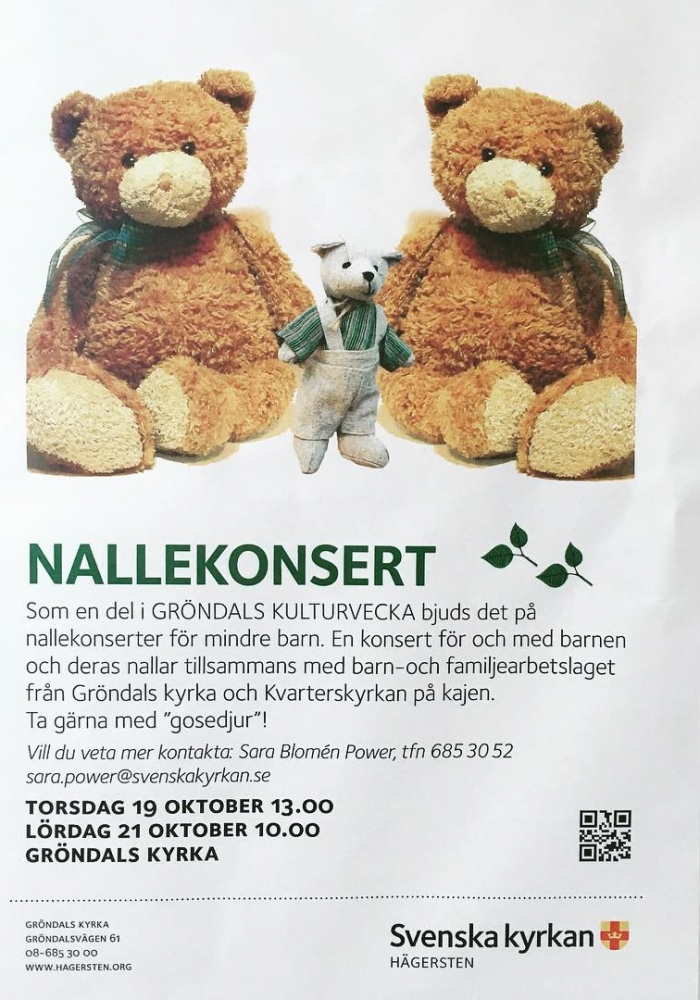 NALLEKONSERT
Som en del i GRÖNDALS KULTURVECKA bjuds det på
nallekonserter för mindre barn. En konsert för och med barnen
och deras nallar tillsammans med barn-och familjearbetslaget
från Gröndals kyrka och Kvarterskyrkan på kajen.
Ta gärna med ”gosedjur”!
Vill du veta mer kontakta: Sara Blomén Power, tfn 685 30 52
sara.power@svenskakyrkan.se
TORSDAG 19 OKTOBER 13.00
LÖRDAG 21 OKTOBER 10.00
GRÖNDALS KYRKA
GRÖNDALS KYRKA
GRÖNDALSVÄGEN 61
08-685 30 00
WWW.HAGERSTEN.ORG
Svenska kyrkan
HÄGERSTEN